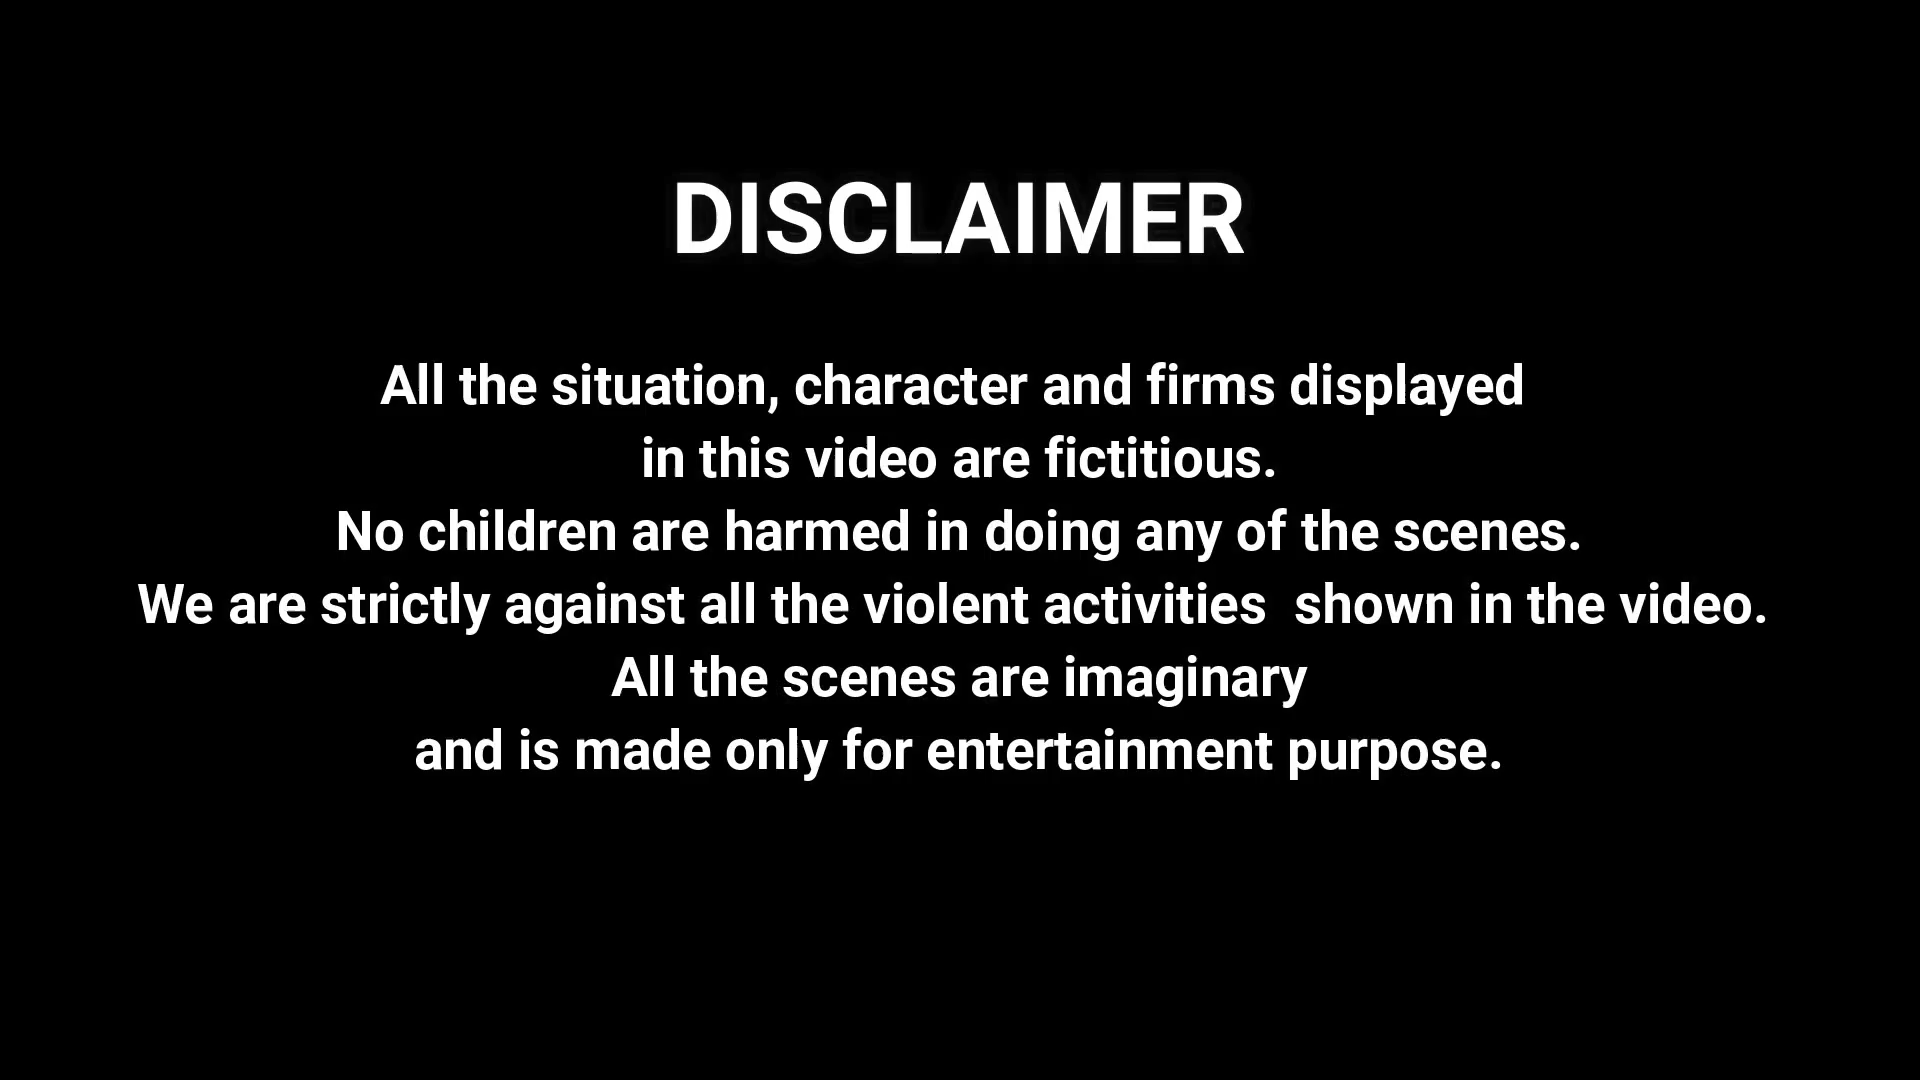 DISCLAIMER
All the situation, character and firms displayed
in this video are fictitious.
No children are harmed in doing any of the scenes.
We are strictly against all the violent activities  shown in the video.
All the scenes are imaginary
and is made only for entertainment purpose.